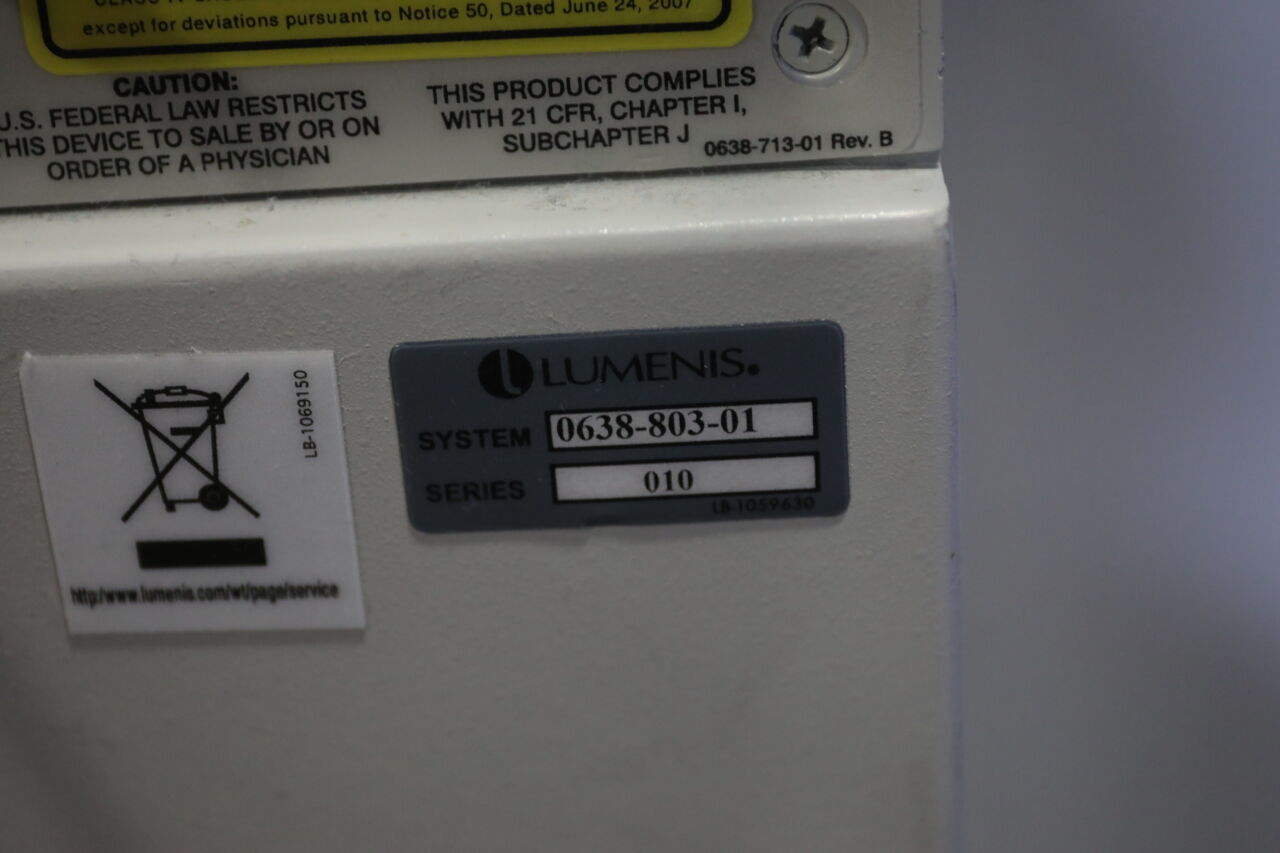 except for deviations pursuant to Notice 50, Dated June 24, 2007
CAUTION:
U.S. FEDERAL LAW RESTRICTS
THIS DEVICE TO SALE BY OR ON
ORDER OF A PHYSICIAN
THIS PRODUCT COMPLIES
WITH 21 CFR, CHAPTER I,
SUBCHAPTER J
0638-713-01 Rev. B
LB-1069150
http:/www.lumenis.com/wt/page/service
LUMENIS.
SYSTEM 0638-803-01
SERIES 010
LB-1059630